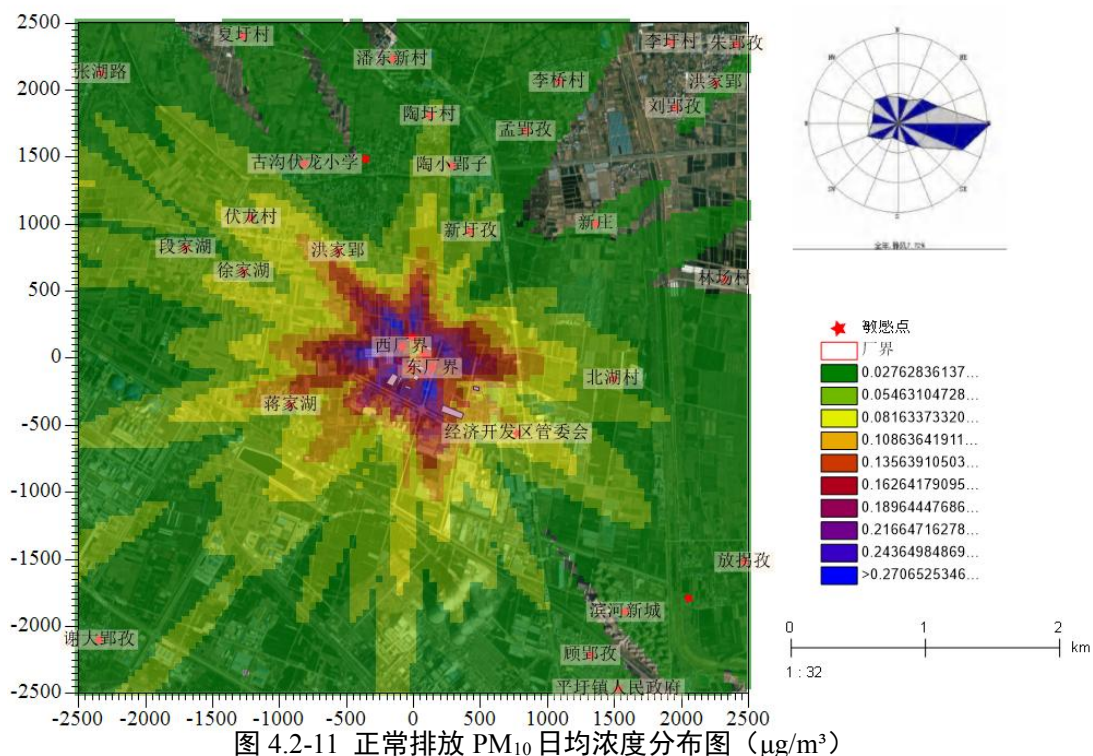 2500
2000
1500
1000
500
0
-500
-1000
-1500
-2000
-2500
-2500 -2000 -1500 -1000 -500 0 500 1000 1500 2000 2500
夏圩村
潘东新村
李圩村
朱郢孜
张湖路
李桥村
洪家郢
刘郢孜
陶圩村
孟郢孜
古沟伏龙小学
陶小郢子
伏龙村
新圩孜
新庄
段家湖
徐家湖
洪家郢
林场村
西厂界
东厂界
北湖村
蒋家湖
经济开发区管委会
放拐孜
滨河新城
谢大郢孜
顾郢孜
平圩镇人民政府
敏感点
厂界
0.02762836137...
0.05463104728...
0.08163373320...
0.10863641911...
0.13563910503...
0.16264179095...
0.18964447686...
0.21664716278...
0.24364984869...
>0.2706525346...
0 1 2 km
1 : 32
图 4.2-11 正常排放 PM₁₀ 日均浓度分布图（μg/m³）